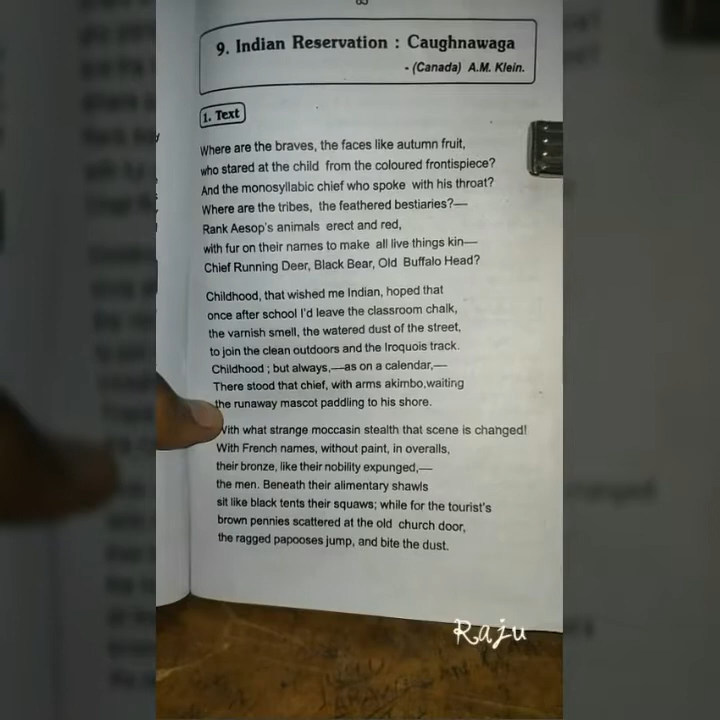 9. Indian Reservation : Caughnawaga
- (Canada) A.M. Klein.
1. Text
Where are the braves, the faces like autumn fruit,
who stared at the child from the coloured frontispiece?
And the monosyllabic chief who spoke with his throat?
Where are the tribes, the feathered bestiaries?—
Rank Aesop's animals erect and red,
with fur on their names to make all live things kin—
Chief Running Deer, Black Bear, Old Buffalo Head?
Childhood, that wished me Indian, hoped that
once after school I'd leave the classroom chalk,
the varnish smell, the watered dust of the street,
to join the clean outdoors and the Iroquois track.
Childhood ; but always,—as on a calendar,—
There stood that chief, with arms akimbo,waiting
the runaway mascot paddling to his shore.
With what strange moccasin stealth that scene is changed!
With French names, without paint, in overalls,
their bronze, like their nobility expunged,—
the men. Beneath their alimentary shawls
sit like black tents their squaws; while for the tourist's
brown pennies scattered at the old church door,
the ragged papooses jump, and bite the dust.
Raju